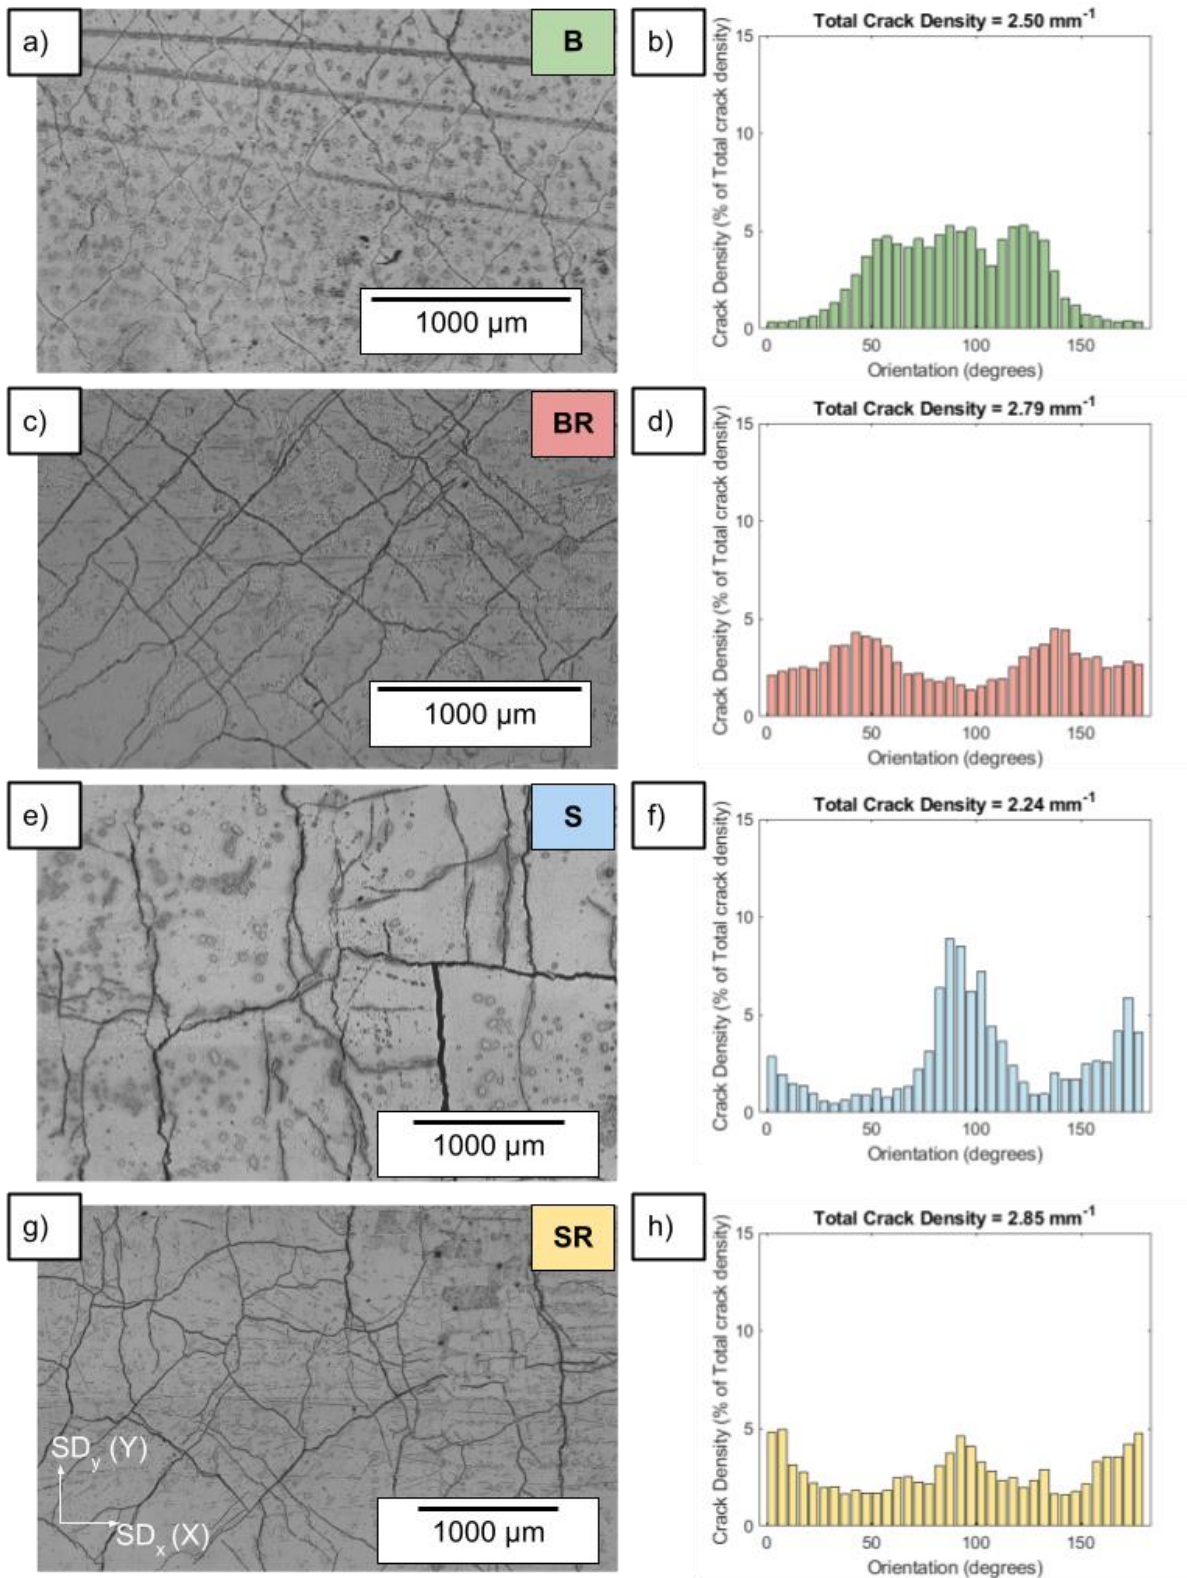 a)
B
1000 µm
b)
Total Crack Density = 2.50 mm⁻¹
Crack Density (% of Total crack density)
15
10
5
0
0 50 100 150
Orientation (degrees)
c)
BR
1000 µm
d)
Total Crack Density = 2.79 mm⁻¹
Crack Density (% of Total crack density)
15
10
5
0
0 50 100 150
Orientation (degrees)
e)
S
1000 µm
f)
Total Crack Density = 2.24 mm⁻¹
Crack Density (% of Total crack density)
15
10
5
0
0 50 100 150
Orientation (degrees)
g)
SR
SDy (Y)
SDx (X)
1000 µm
h)
Total Crack Density = 2.85 mm⁻¹
Crack Density (% of Total crack density)
15
10
5
0
0 50 100 150
Orientation (degrees)